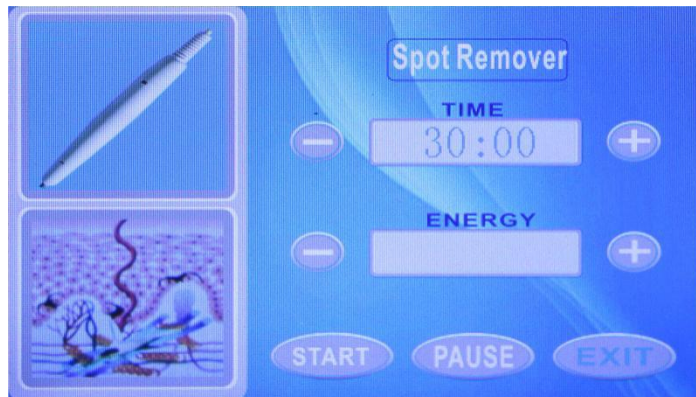 Spot Remover
TIME
30:00
ENERGY
START PAUSE EXIT